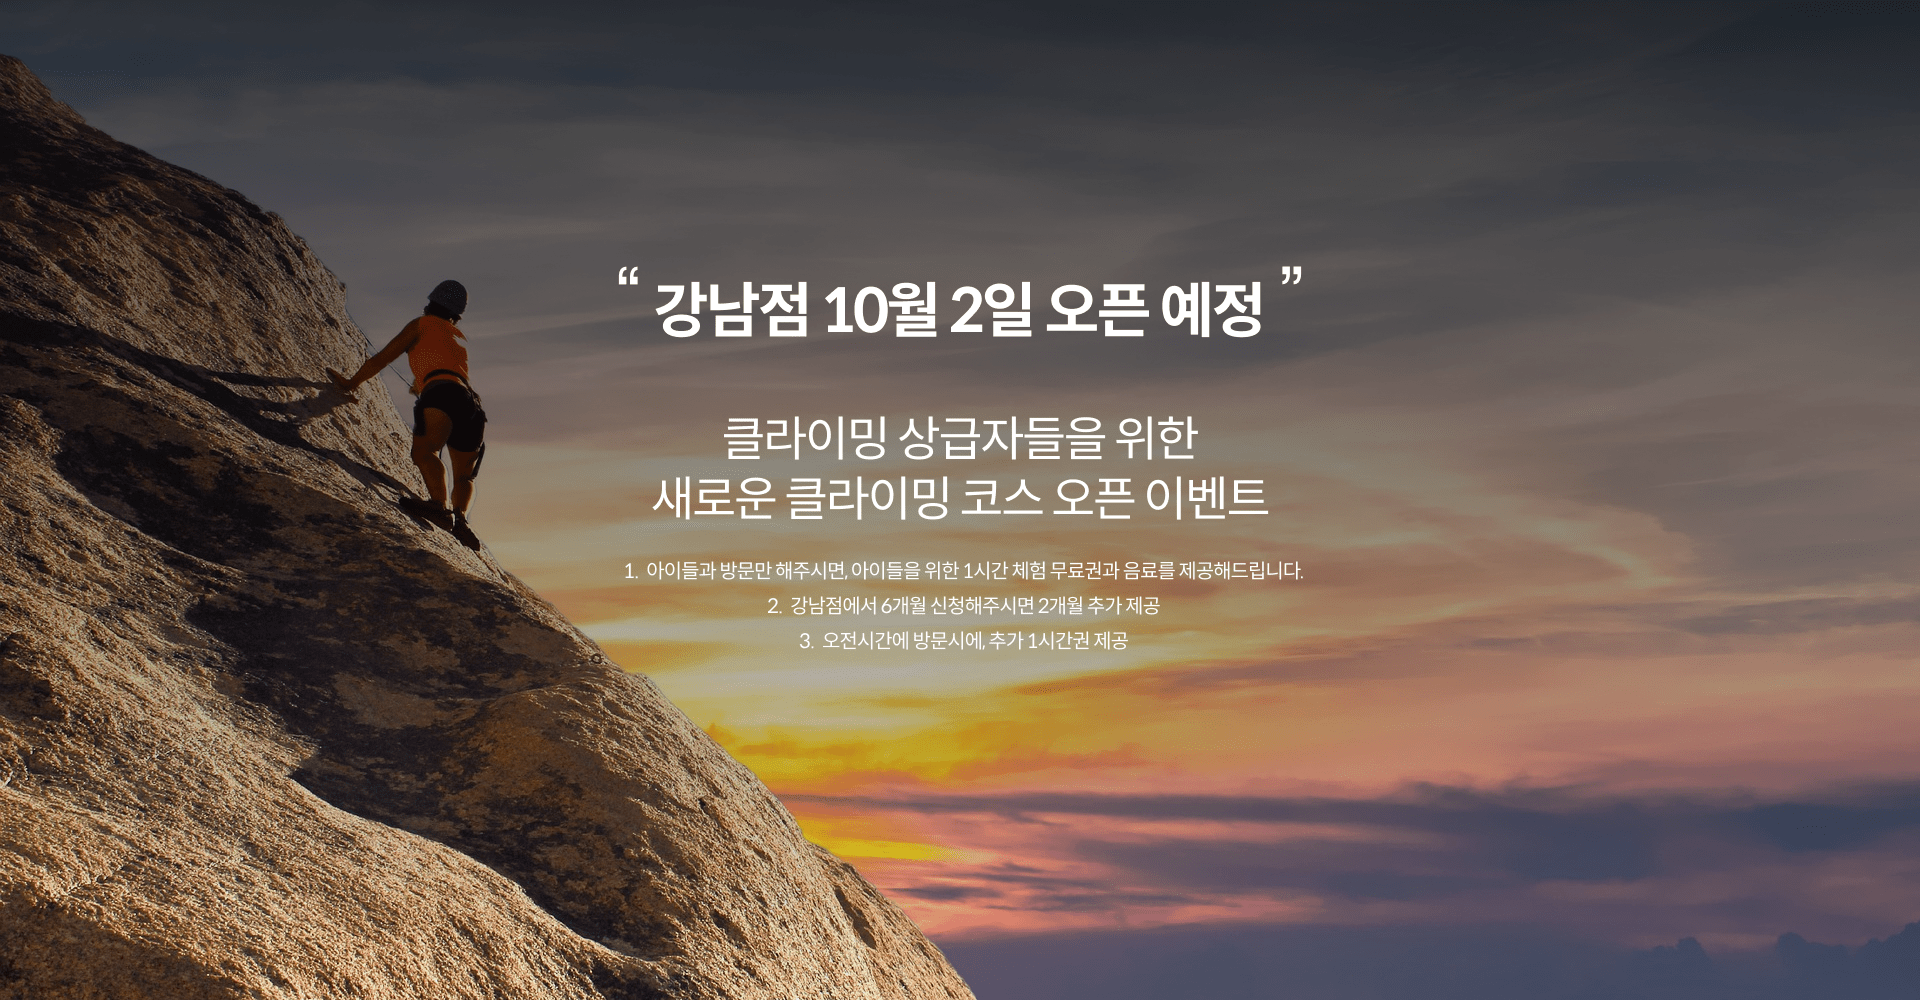 “ 강남점 10월 2일 오픈 예정 ”
클라이밍 상급자들을 위한
새로운 클라이밍 코스 오픈 이벤트
1. 아이들과 방문만 해주시면, 아이들을 위한 1시간 체험 무료권과 음료를 제공해드립니다.
2. 강남점에서 6개월 신청해주시면 2개월 추가 제공
3. 오전시간에 방문시에, 추가 1시간권 제공